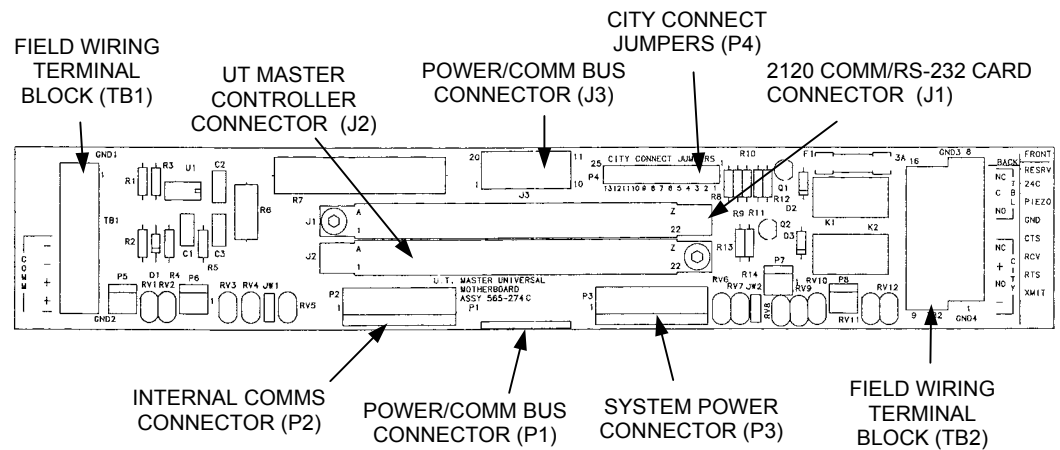 CITY CONNECT
JUMPERS (P4)
FIELD WIRING
TERMINAL
BLOCK (TB1)
UT MASTER
CONTROLLER
CONNECTOR (J2)
POWER/COMM BUS
CONNECTOR (J3)
2120 COMM/RS-232 CARD
CONNECTOR (J1)
GND1
R1
R3
U1
C2
1
TB1
R2
D1
R4
C1
R5
C3
R6
R7
20
11
1
10
J3
25
CITY CONNECT JUMPERS
P4
13 12 11 10 9 8 7 6 5 4 3 2 1
R8
R10
R12
R9
R11
Q1
F1
3A
D2
K1
16
GND3 8
BACK
FRONT
NC
C
NO
TBL
RESRV
24C
PIEZO
GND
CTS
RCV
RTS
XMIT
NC
+
-
NO
CITY
J1
A
1
Z
22
J2
A
1
Z
22
Q2
R13
D3
K2
COMM
-
+
+
+
P5
RV1
RV2
P6
1
RV3
RV4
JW1
RV5
GND2
U.T. MASTER UNIVERSAL
MOTHERBOARD
ASSY 565-274 C
P2
1
P1
P3
1
RV6
RV7
JW2
R14
P7
RV8
RV9
RV10
P8
RV11
RV12
9
TB2
1
GND4
INTERNAL COMMS
CONNECTOR (P2)
POWER/COMM BUS
CONNECTOR (P1)
SYSTEM POWER
CONNECTOR (P3)
FIELD WIRING
TERMINAL
BLOCK (TB2)